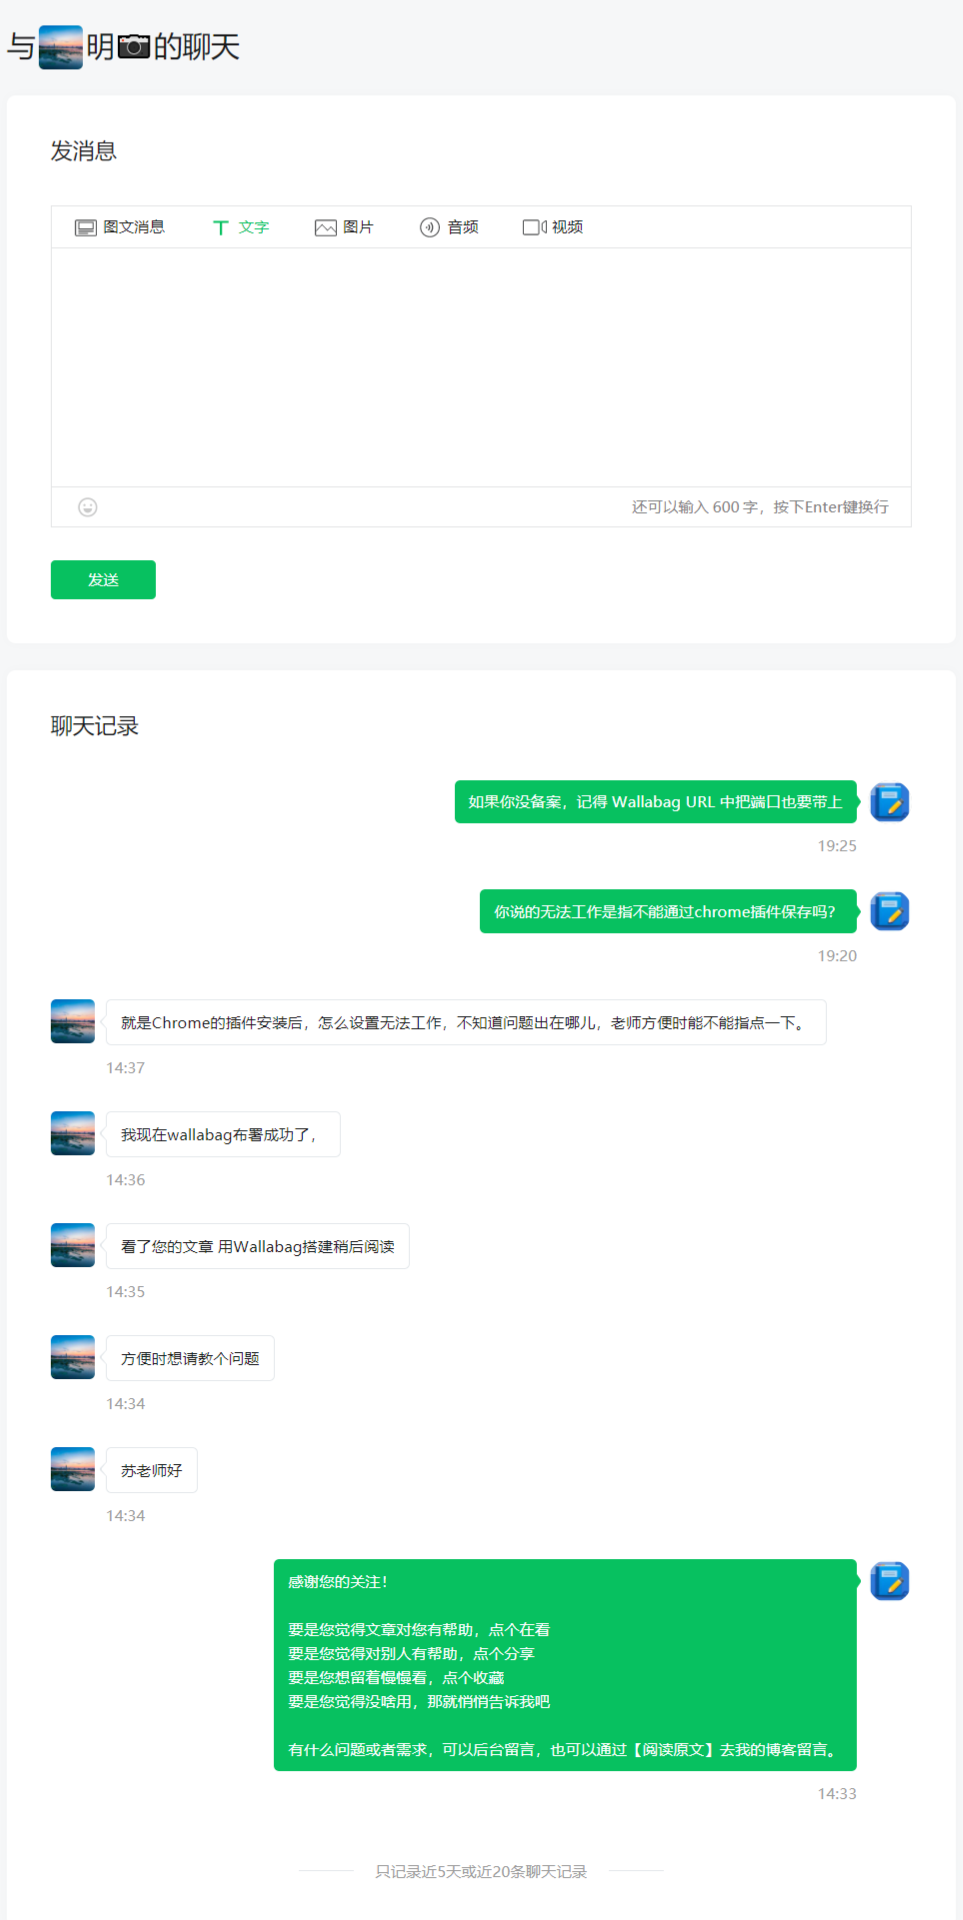 与明📷的聊天
发消息
图文消息 文字 图片 音频 视频
还可以输入 600 字，按下Enter键换行
发送
聊天记录
如果你没备案，记得 Wallabag URL 中把端口也要带上
19:25
你说的无法工作是指不能通过chrome插件保存吗？
19:20
就是Chrome的插件安装后，怎么设置无法工作，不知道问题出在哪儿，老师方便时能不能指点一下。
14:37
我现在wallabag布署成功了，
14:36
看了您的文章 用Wallabag搭建稍后阅读
14:35
方便时想请教个问题
14:34
苏老师好
14:34
感谢您的关注！
要是您觉得文章对您有帮助，点个在看
要是您觉得对别人有帮助，点个分享
要是您想留着慢慢看，点个收藏
要是您觉得没啥用，那就悄悄告诉我吧
有什么问题或者需求，可以后台留言，也可以通过【阅读原文】去我的博客留言。
14:33
只记录近5天或近20条聊天记录